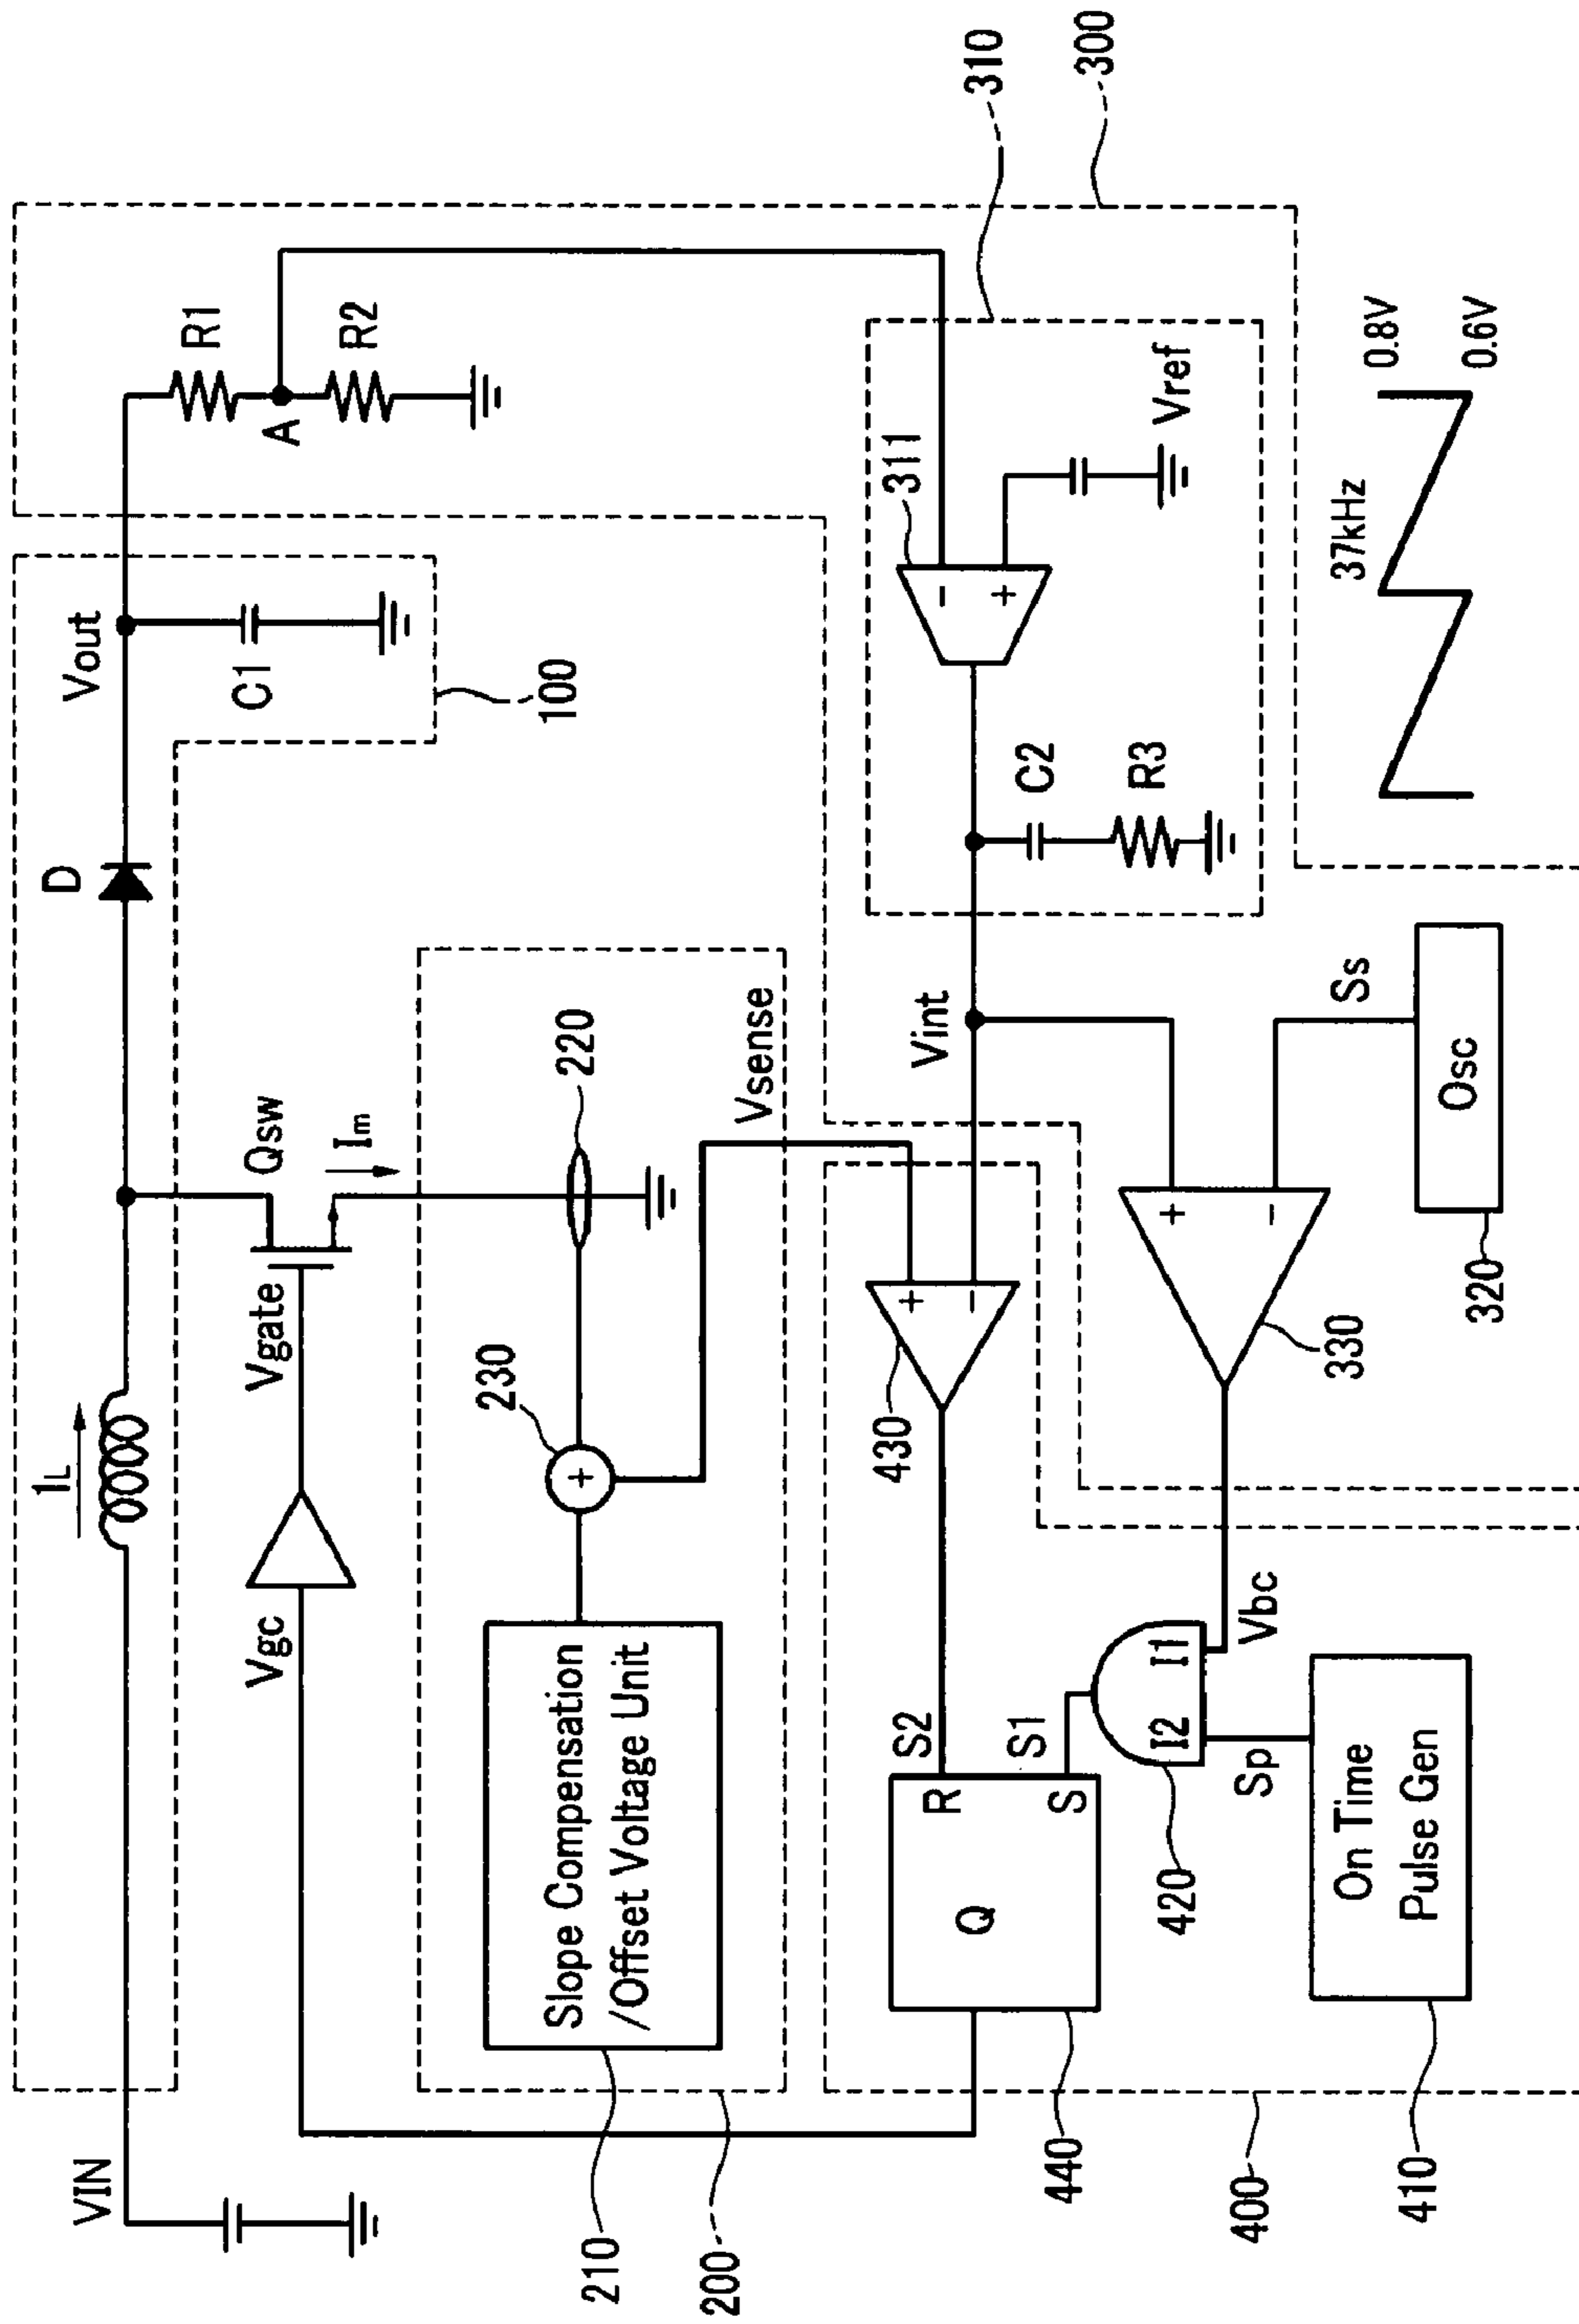 VIN
IL
D
Vout
C1
100
R1
A
R2
Vgc
Vgate
Qsw
Im
Slope Compensation
/Offset Voltage Unit
210
200
230
+
220
Vsense
300
310
311
-
+
Vref
C2
R3
Vint
430
+
-
330
+
-
Ss
Osc
320
37kHz
0.8V
0.6V
Q
R
S
S2
S1
440
I2
I1
420
Vbc
Sp
On Time
Pulse Gen
410
400